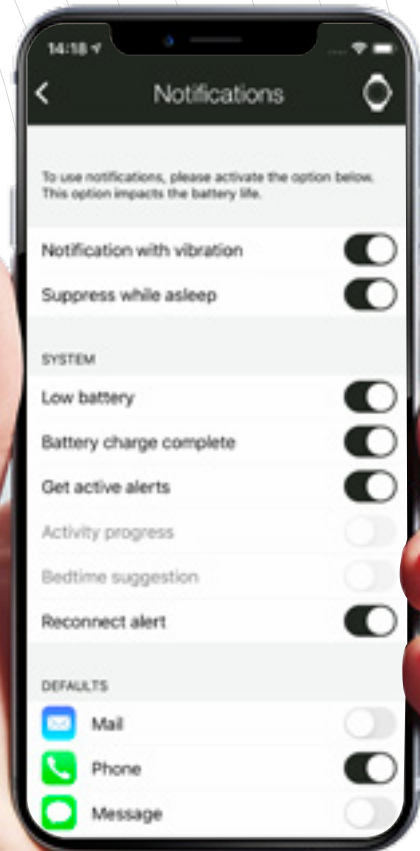 14:18
Notifications
To use notifications, please activate the option below.
This option impacts the battery life.
Notification with vibration
Suppress while asleep
SYSTEM
Low battery
Battery charge complete
Get active alerts
Activity progress
Bedtime suggestion
Reconnect alert
DEFAULTS
Mail
Phone
Message